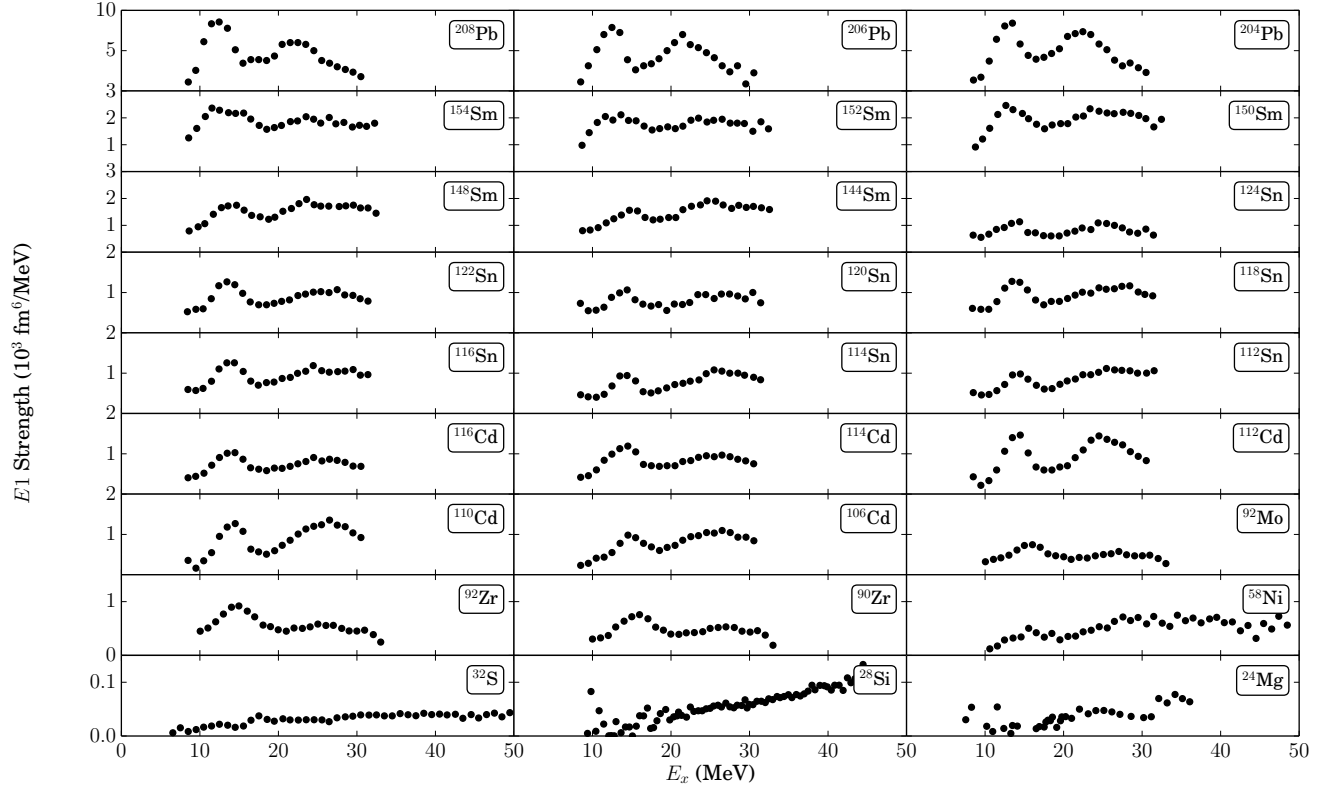 E1 Strength (10³ fm⁶/MeV)
10
²⁰⁸Pb ²⁰⁶Pb ²⁰⁴Pb
5
3
¹⁵⁴Sm ¹⁵²Sm ¹⁵⁰Sm
2
1
3
¹⁴⁸Sm ¹⁴⁴Sm ¹²⁴Sn
2
1
2
¹²²Sn ¹²⁰Sn ¹¹⁸Sn
1
2
¹¹⁶Sn ¹¹⁴Sn ¹¹²Sn
1
2
¹¹⁶Cd ¹¹⁴Cd ¹¹²Cd
1
2
¹¹⁰Cd ¹⁰⁶Cd ⁹²Mo
1
⁹²Zr ⁹⁰Zr ⁵⁸Ni
1
0
³²S ²⁸Si ²⁴Mg
0.1
0.0
0 10 20 30 40 50 10 20 30 40 50 10 20 30 40 50
Eₓ (MeV)